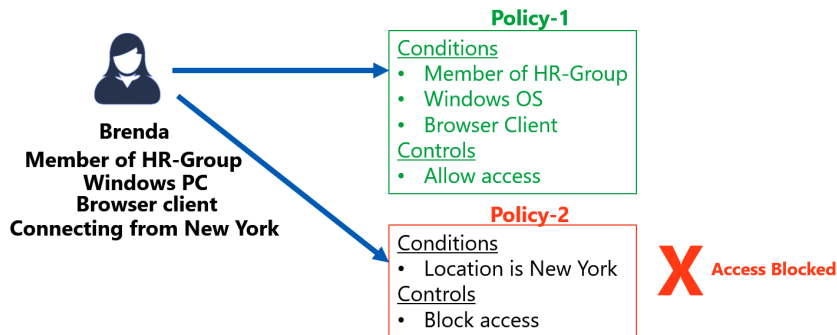 Brenda
Member of HR-Group
Windows PC
Browser client
Connecting from New York
Policy-1
Conditions
• Member of HR-Group
• Windows OS
• Browser Client
Controls
• Allow access
Policy-2
Conditions
• Location is New York
Controls
• Block access
X
Access Blocked